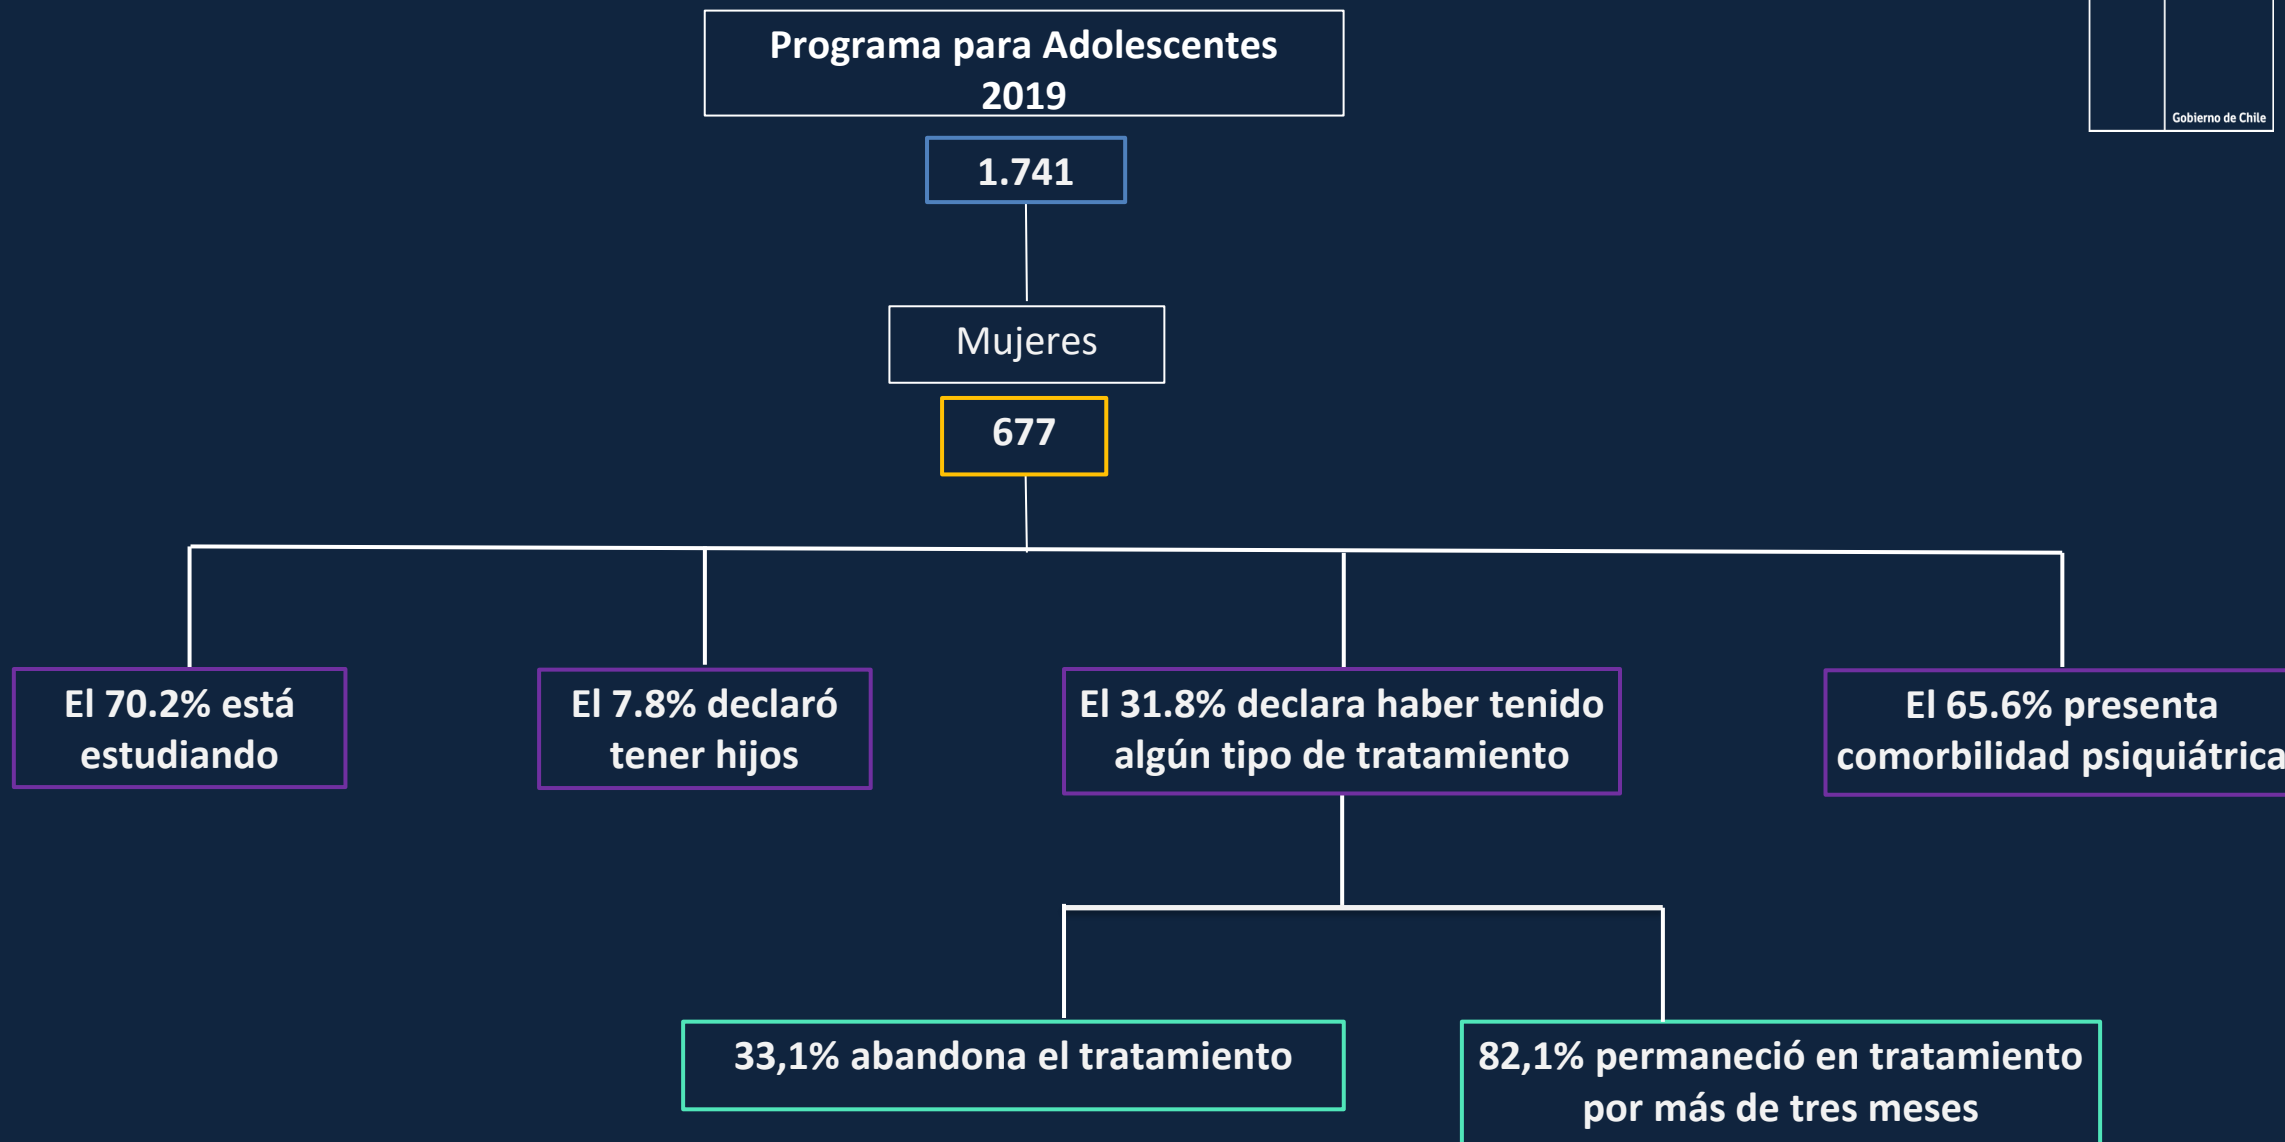 Programa para Adolescentes
2019
Gobierno de Chile
1.741
Mujeres
677
El 70.2% está
estudiando
El 7.8% declaró
tener hijos
El 31.8% declara haber tenido
algún tipo de tratamiento
El 65.6% presenta
comorbilidad psiquiátrica
33,1% abandona el tratamiento
82,1% permaneció en tratamiento
por más de tres meses